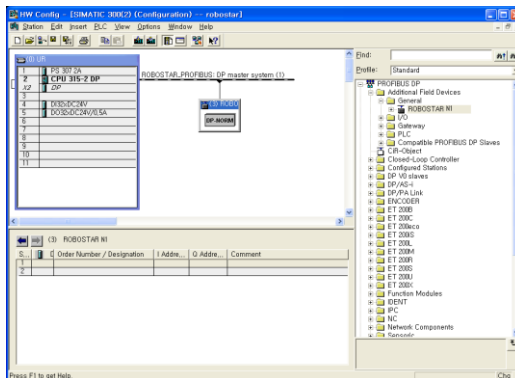 HW Config - [SIMATIC 300(2) (Configuration) -- robostar]
Station Edit Insert PLC View Options Window Help
(0) UR
1 PS 307 2A
2 CPU 315-2 DP
X2 DP
3
4 DI32xDC24V
5 DO32xDC24V/0.5A
6
7
8
9
10
11
ROBOSTAR_PROFIBUS: DP master system (1)
(3) ROBO
DP-NORM
Find:
Profile: Standard
PROFIBUS DP
Additional Field Devices
General
ROBOSTAR N1
I/O
Gateway
PLC
Compatible PROFIBUS DP Slaves
CiR-Object
Closed-Loop Controller
Configured Stations
DP V0 slaves
DP/AS-i
DP/PA Link
ENCODER
ET 200B
ET 200C
ET 200eco
ET 200iS
ET 200L
ET 200M
ET 200R
ET 200S
ET 200U
ET 200X
Function Modules
IDENT
IPC
NC
Network Components
Sensoric
(3) ROBOSTAR N1
S... D Order Number / Designation I Addre... Q Addre... Comment
1
2
Press F1 to get Help.
Chg